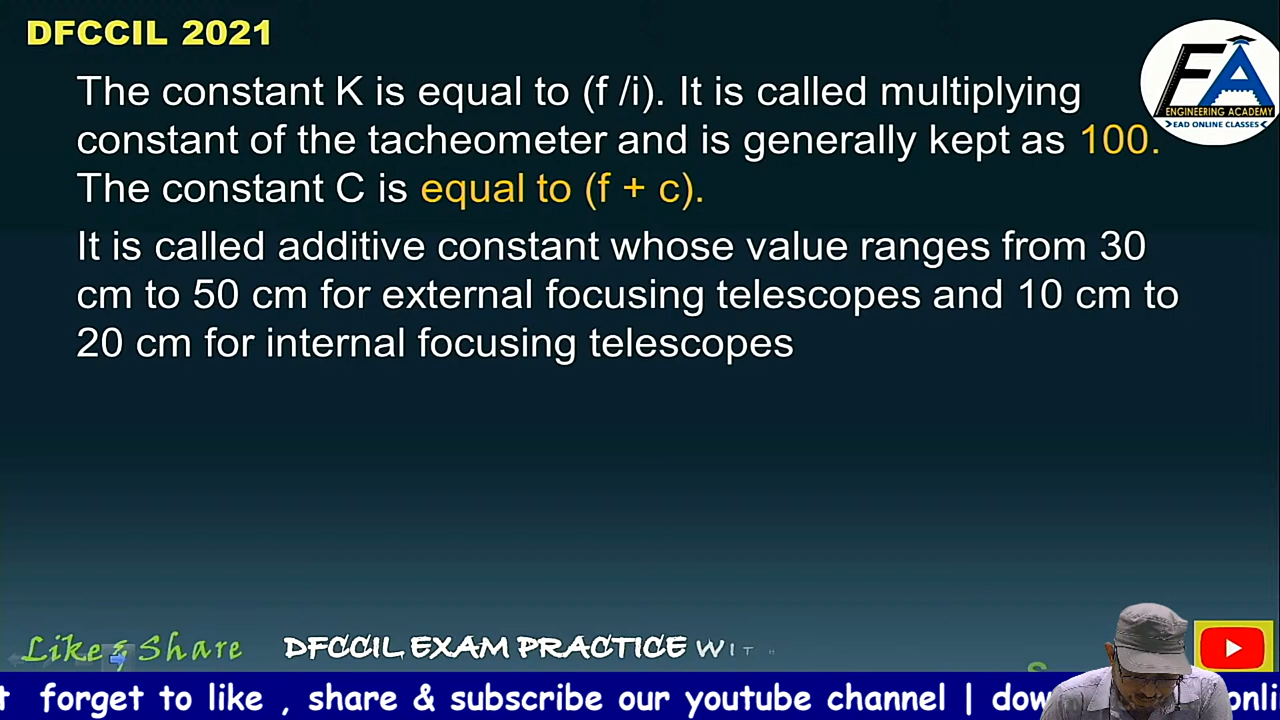 DFCCIL 2021
The constant K is equal to (f /i). It is called multiplying
constant of the tacheometer and is generally kept as 100.
The constant C is equal to (f + c).
It is called additive constant whose value ranges from 30
cm to 50 cm for external focusing telescopes and 10 cm to
20 cm for internal focusing telescopes
FA
ENGINEERING ACADEMY
EAD ONLINE CLASSES
Like & Share
DFCCIL EXAM PRACTICE WIT
forget to like , share & subscribe our youtube channel |